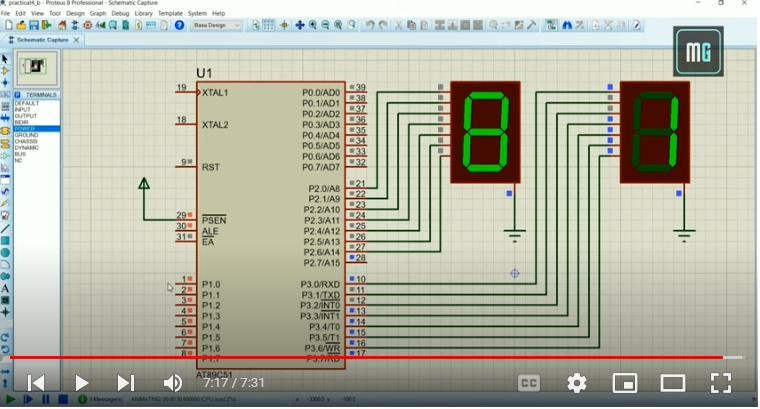 practical4_b - Proteus 8 Professional - Schematic Capture
File Edit View Tool Design Graph Debug Library Template System Help
Base Design
Schematic Capture
MG
TERMINALS
DEFAULT
INPUT
OUTPUT
BIDIR
POWER
GROUND
CHASSIS
DYNAMIC
BUS
NC
U1
19 XTAL1 P0.0/AD0 39
P0.1/AD1 38
P0.2/AD2 37
18 XTAL2 P0.3/AD3 36
P0.4/AD4 35
P0.5/AD5 34
P0.6/AD6 33
9 RST P0.7/AD7 32
P2.0/A8 21
P2.1/A9 22
P2.2/A10 23
29 PSEN P2.3/A11 24
30 ALE P2.4/A12 25
31 EA P2.5/A13 26
P2.6/A14 27
P2.7/A15 28
1 P1.0 P3.0/RXD 10
2 P1.1 P3.1/TXD 11
3 P1.2 P3.2/INT0 12
4 P1.3 P3.3/INT1 13
5 P1.4 P3.4/T0 14
6 P1.5 P3.5/T1 15
7 P1.6 P3.6/WR 16
8 P1.7 P3.7/RD 17
AT89C51
7:17 / 7:31
CC